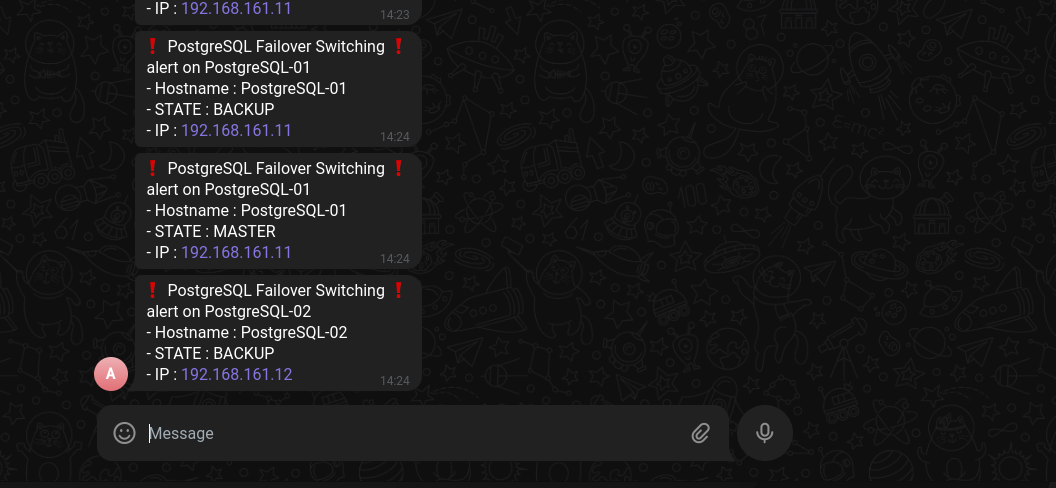 - IP : 192.168.161.11
14:23
❗ PostgreSQL Failover Switching ❗
alert on PostgreSQL-01
- Hostname : PostgreSQL-01
- STATE : BACKUP
- IP : 192.168.161.11
14:24
❗ PostgreSQL Failover Switching ❗
alert on PostgreSQL-01
- Hostname : PostgreSQL-01
- STATE : MASTER
- IP : 192.168.161.11
14:24
❗ PostgreSQL Failover Switching ❗
alert on PostgreSQL-02
- Hostname : PostgreSQL-02
- STATE : BACKUP
- IP : 192.168.161.12
14:24
A
Message